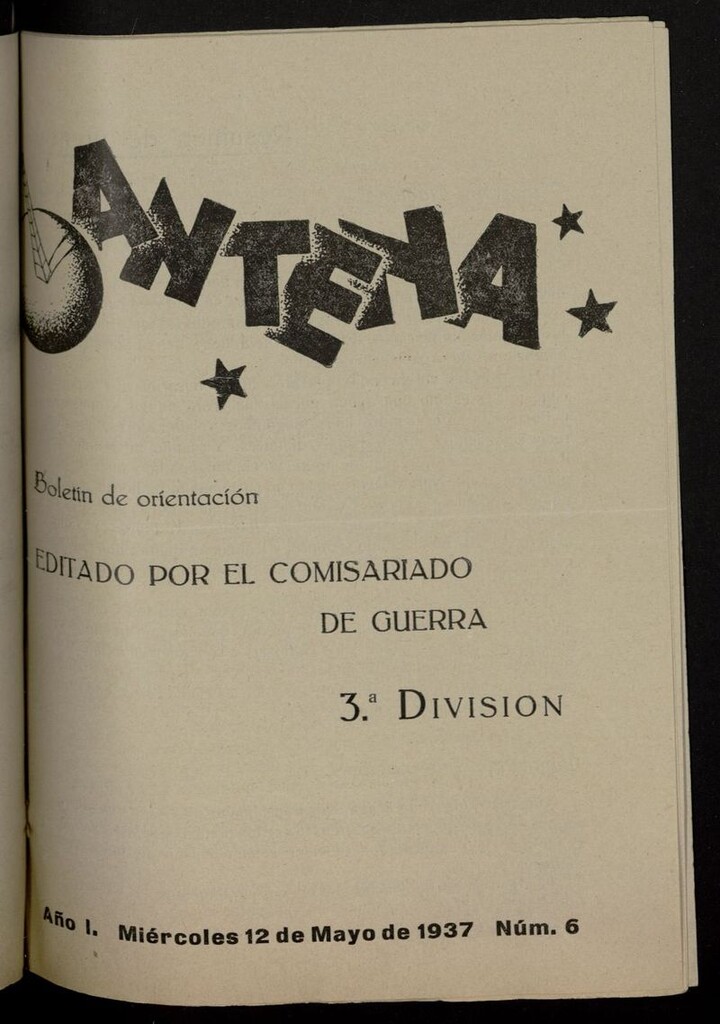 ANTENA
Boletin de orientación
EDITADO POR EL COMISARIADO
DE GUERRA
3.ª DIVISION
Año I. Miércoles 12 de Mayo de 1937 Núm. 6